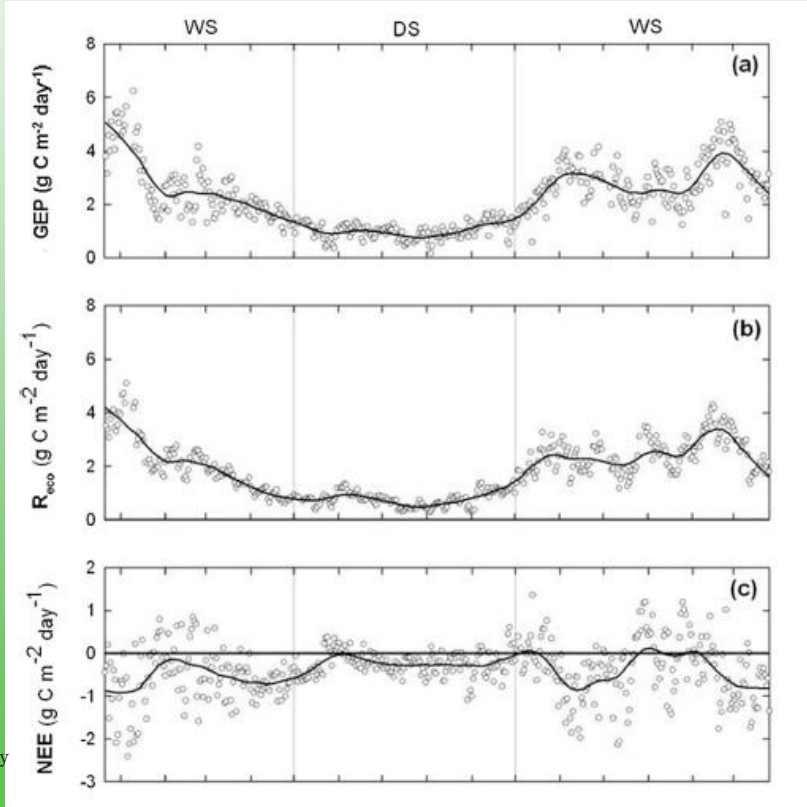 WS DS WS
8
(a)
6
4
2
0
GEP (g C m-2 day-1)
8
(b)
6
4
2
0
Reco (g C m-2 day-1)
2
(c)
1
0
-1
-2
-3
NEE (g C m-2 day-1)
y